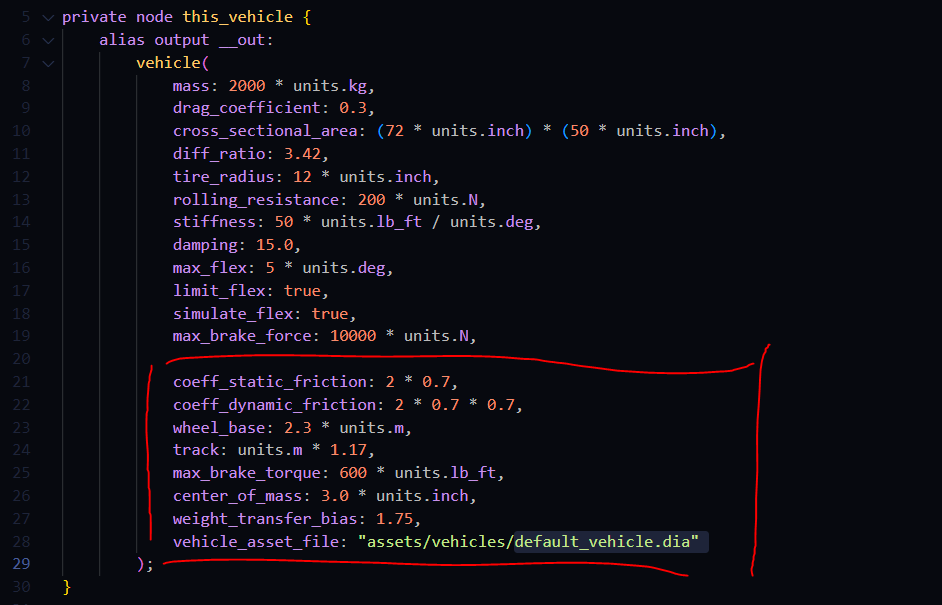 5 private node this_vehicle {
6 alias output __out:
7 vehicle(
8 mass: 2000 * units.kg,
9 drag_coefficient: 0.3,
10 cross_sectional_area: (72 * units.inch) * (50 * units.inch),
11 diff_ratio: 3.42,
12 tire_radius: 12 * units.inch,
13 rolling_resistance: 200 * units.N,
14 stiffness: 50 * units.lb_ft / units.deg,
15 damping: 15.0,
16 max_flex: 5 * units.deg,
17 limit_flex: true,
18 simulate_flex: true,
19 max_brake_force: 10000 * units.N,
20
21 coeff_static_friction: 2 * 0.7,
22 coeff_dynamic_friction: 2 * 0.7 * 0.7,
23 wheel_base: 2.3 * units.m,
24 track: units.m * 1.17,
25 max_brake_torque: 600 * units.lb_ft,
26 center_of_mass: 3.0 * units.inch,
27 weight_transfer_bias: 1.75,
28 vehicle_asset_file: "assets/vehicles/default_vehicle.dia"
29 );
30 }